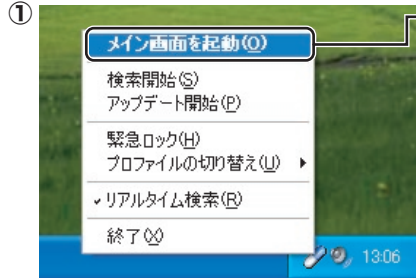 ①
メイン画面を起動(O)
検索開始(S)
アップデート開始(P)
緊急ロック(H)
プロファイルの切り替え(U)
リアルタイム検索(R)
終了(X)
13:06